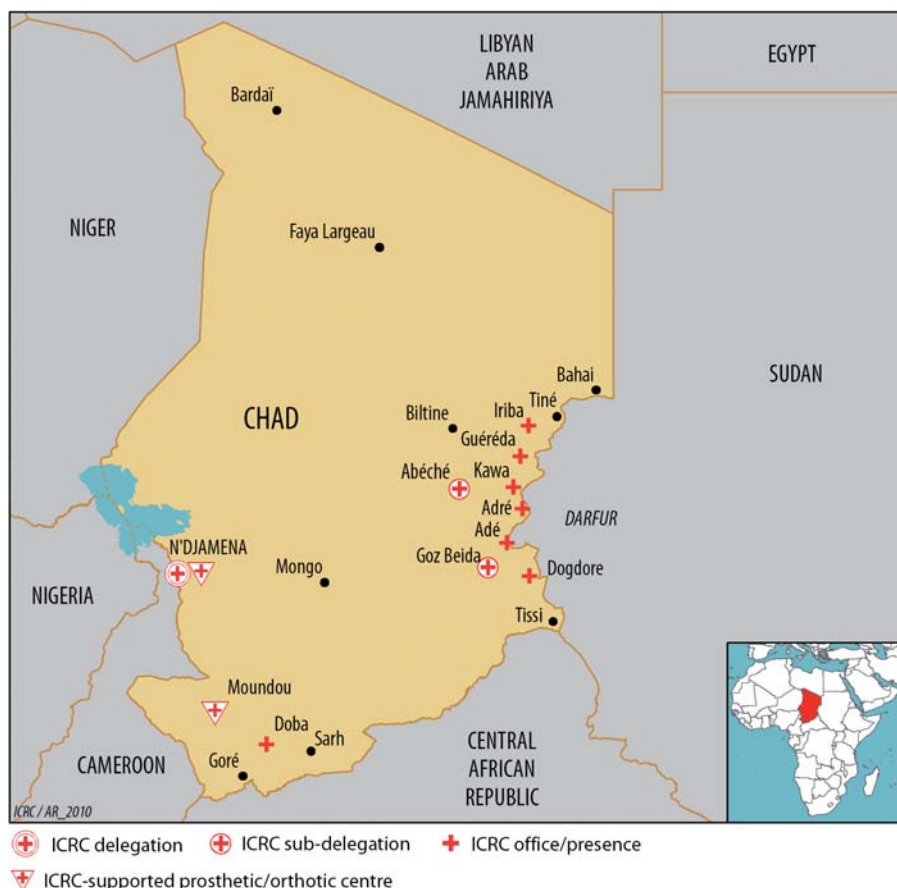 LIBYAN
ARAB
JAMAHIRIYA
EGYPT
Bardaï
NIGER
Faya Largeau
SUDAN
Bahai
Tiné
Iriba
CHAD
Biltine
Guéréda
Abéché
Kawa
Adré
DARFUR
Adé
N'DJAMENA
Goz Beida
Mongo
Dogdore
NIGERIA
Tissi
Moundou
Doba
Sarh
CENTRAL
AFRICAN
REPUBLIC
Goré
CAMEROON
ICRC / AR_2010
ICRC delegation ICRC sub-delegation ICRC office/presence
ICRC-supported prosthetic/orthotic centre